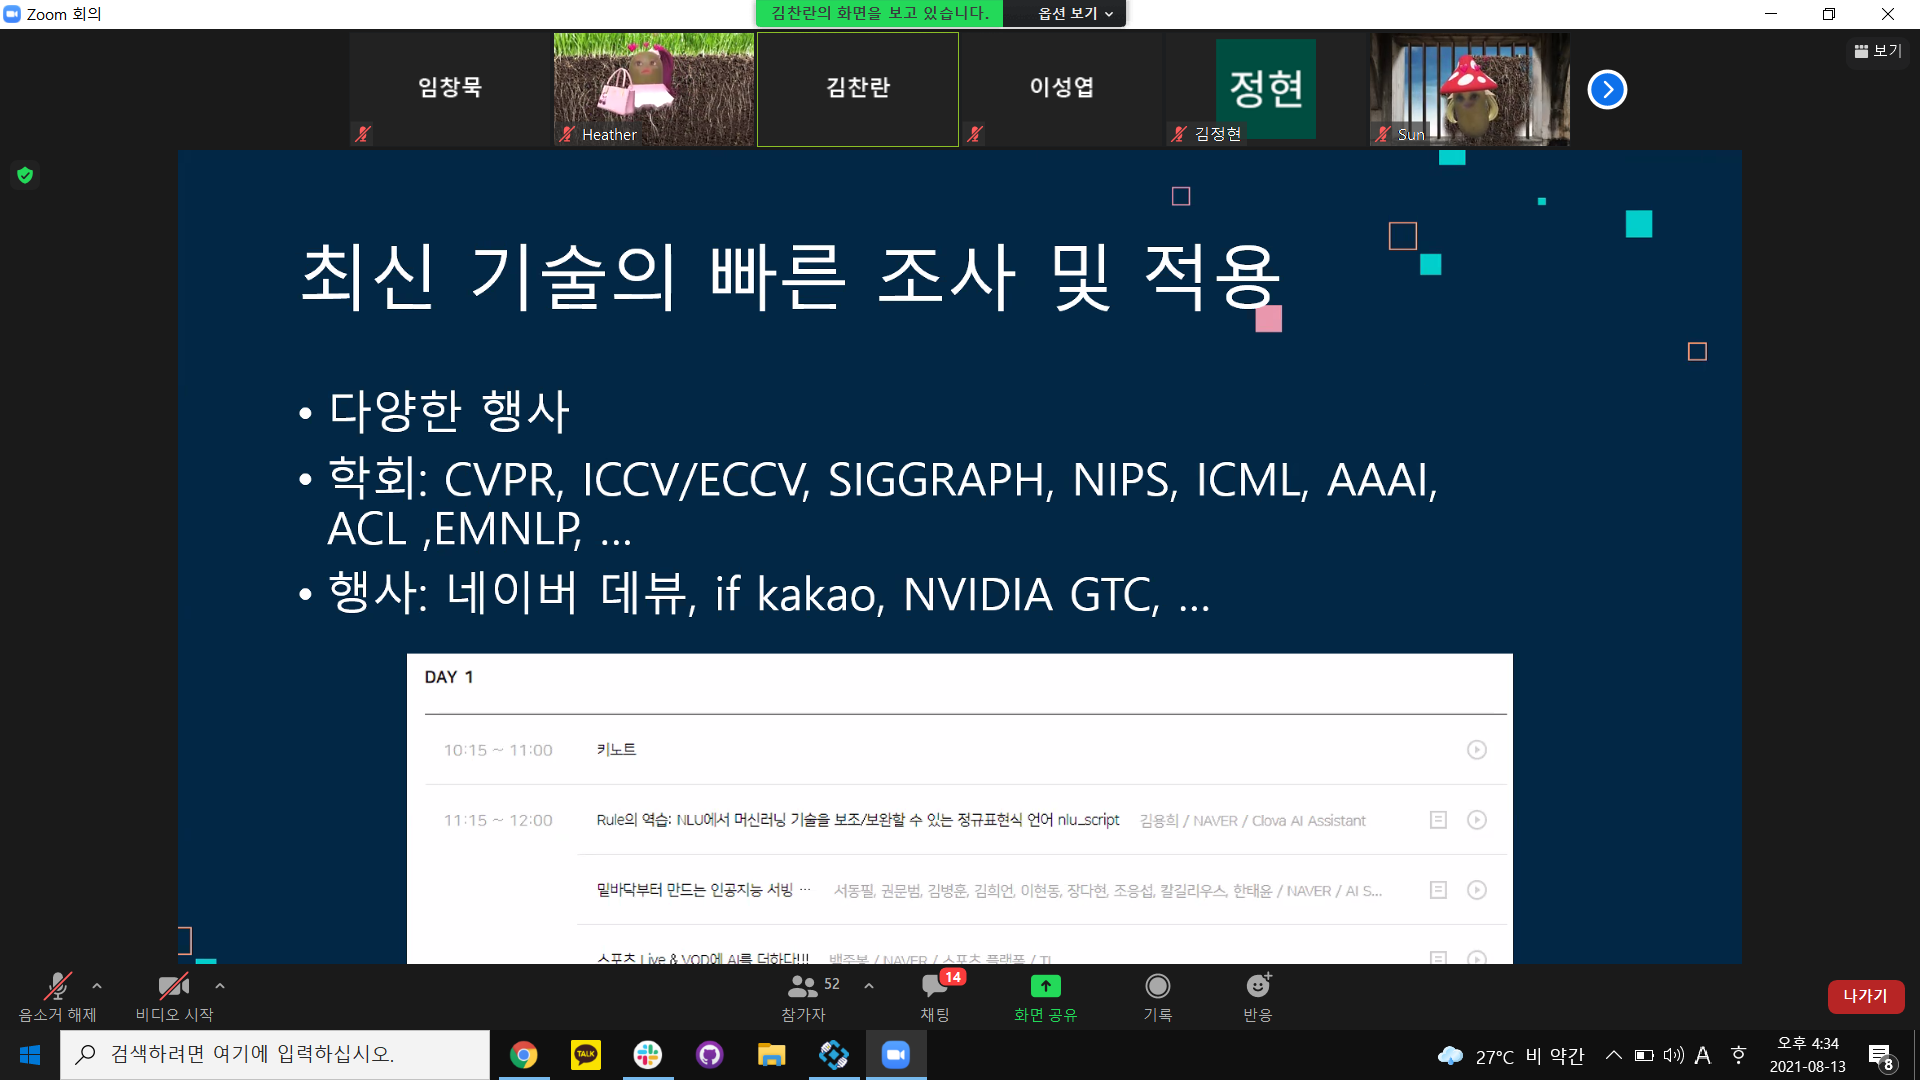 Zoom 회의
김찬란의 화면을 보고 있습니다.
옵션 보기
보기
임창묵
Heather
김찬란
이성엽
정현
김정현
Sun
최신 기술의 빠른 조사 및 적용
• 다양한 행사
• 학회: CVPR, ICCV/ECCV, SIGGRAPH, NIPS, ICML, AAAI,
ACL ,EMNLP, ...
• 행사: 네이버 데뷰, if kakao, NVIDIA GTC, ...
DAY 1
10:15 ~ 11:00 키노트
11:15 ~ 12:00 Rule의 역습: NLU에서 머신러닝 기술을 보조/보완할 수 있는 정규표현식 언어 nlu_script 김용희 / NAVER / Clova AI Assistant
밑바닥부터 만드는 인공지능 서빙 ... 서동필, 권문범, 김병훈, 김희언, 이현동, 장다현, 조응섭, 칼길리우스, 한태윤 / NAVER / AI S...
스포츠 Live & VOD에 AI를 더하다!!! 백주봉 / NAVER / 스포츠 플랫폼 / TL
음소거 해제
비디오 시작
52
참가자
14
채팅
화면 공유
기록
반응
나가기
검색하려면 여기에 입력하십시오.
TALK
27°C 비 약간
A
오후 4:34
2021-08-13
8